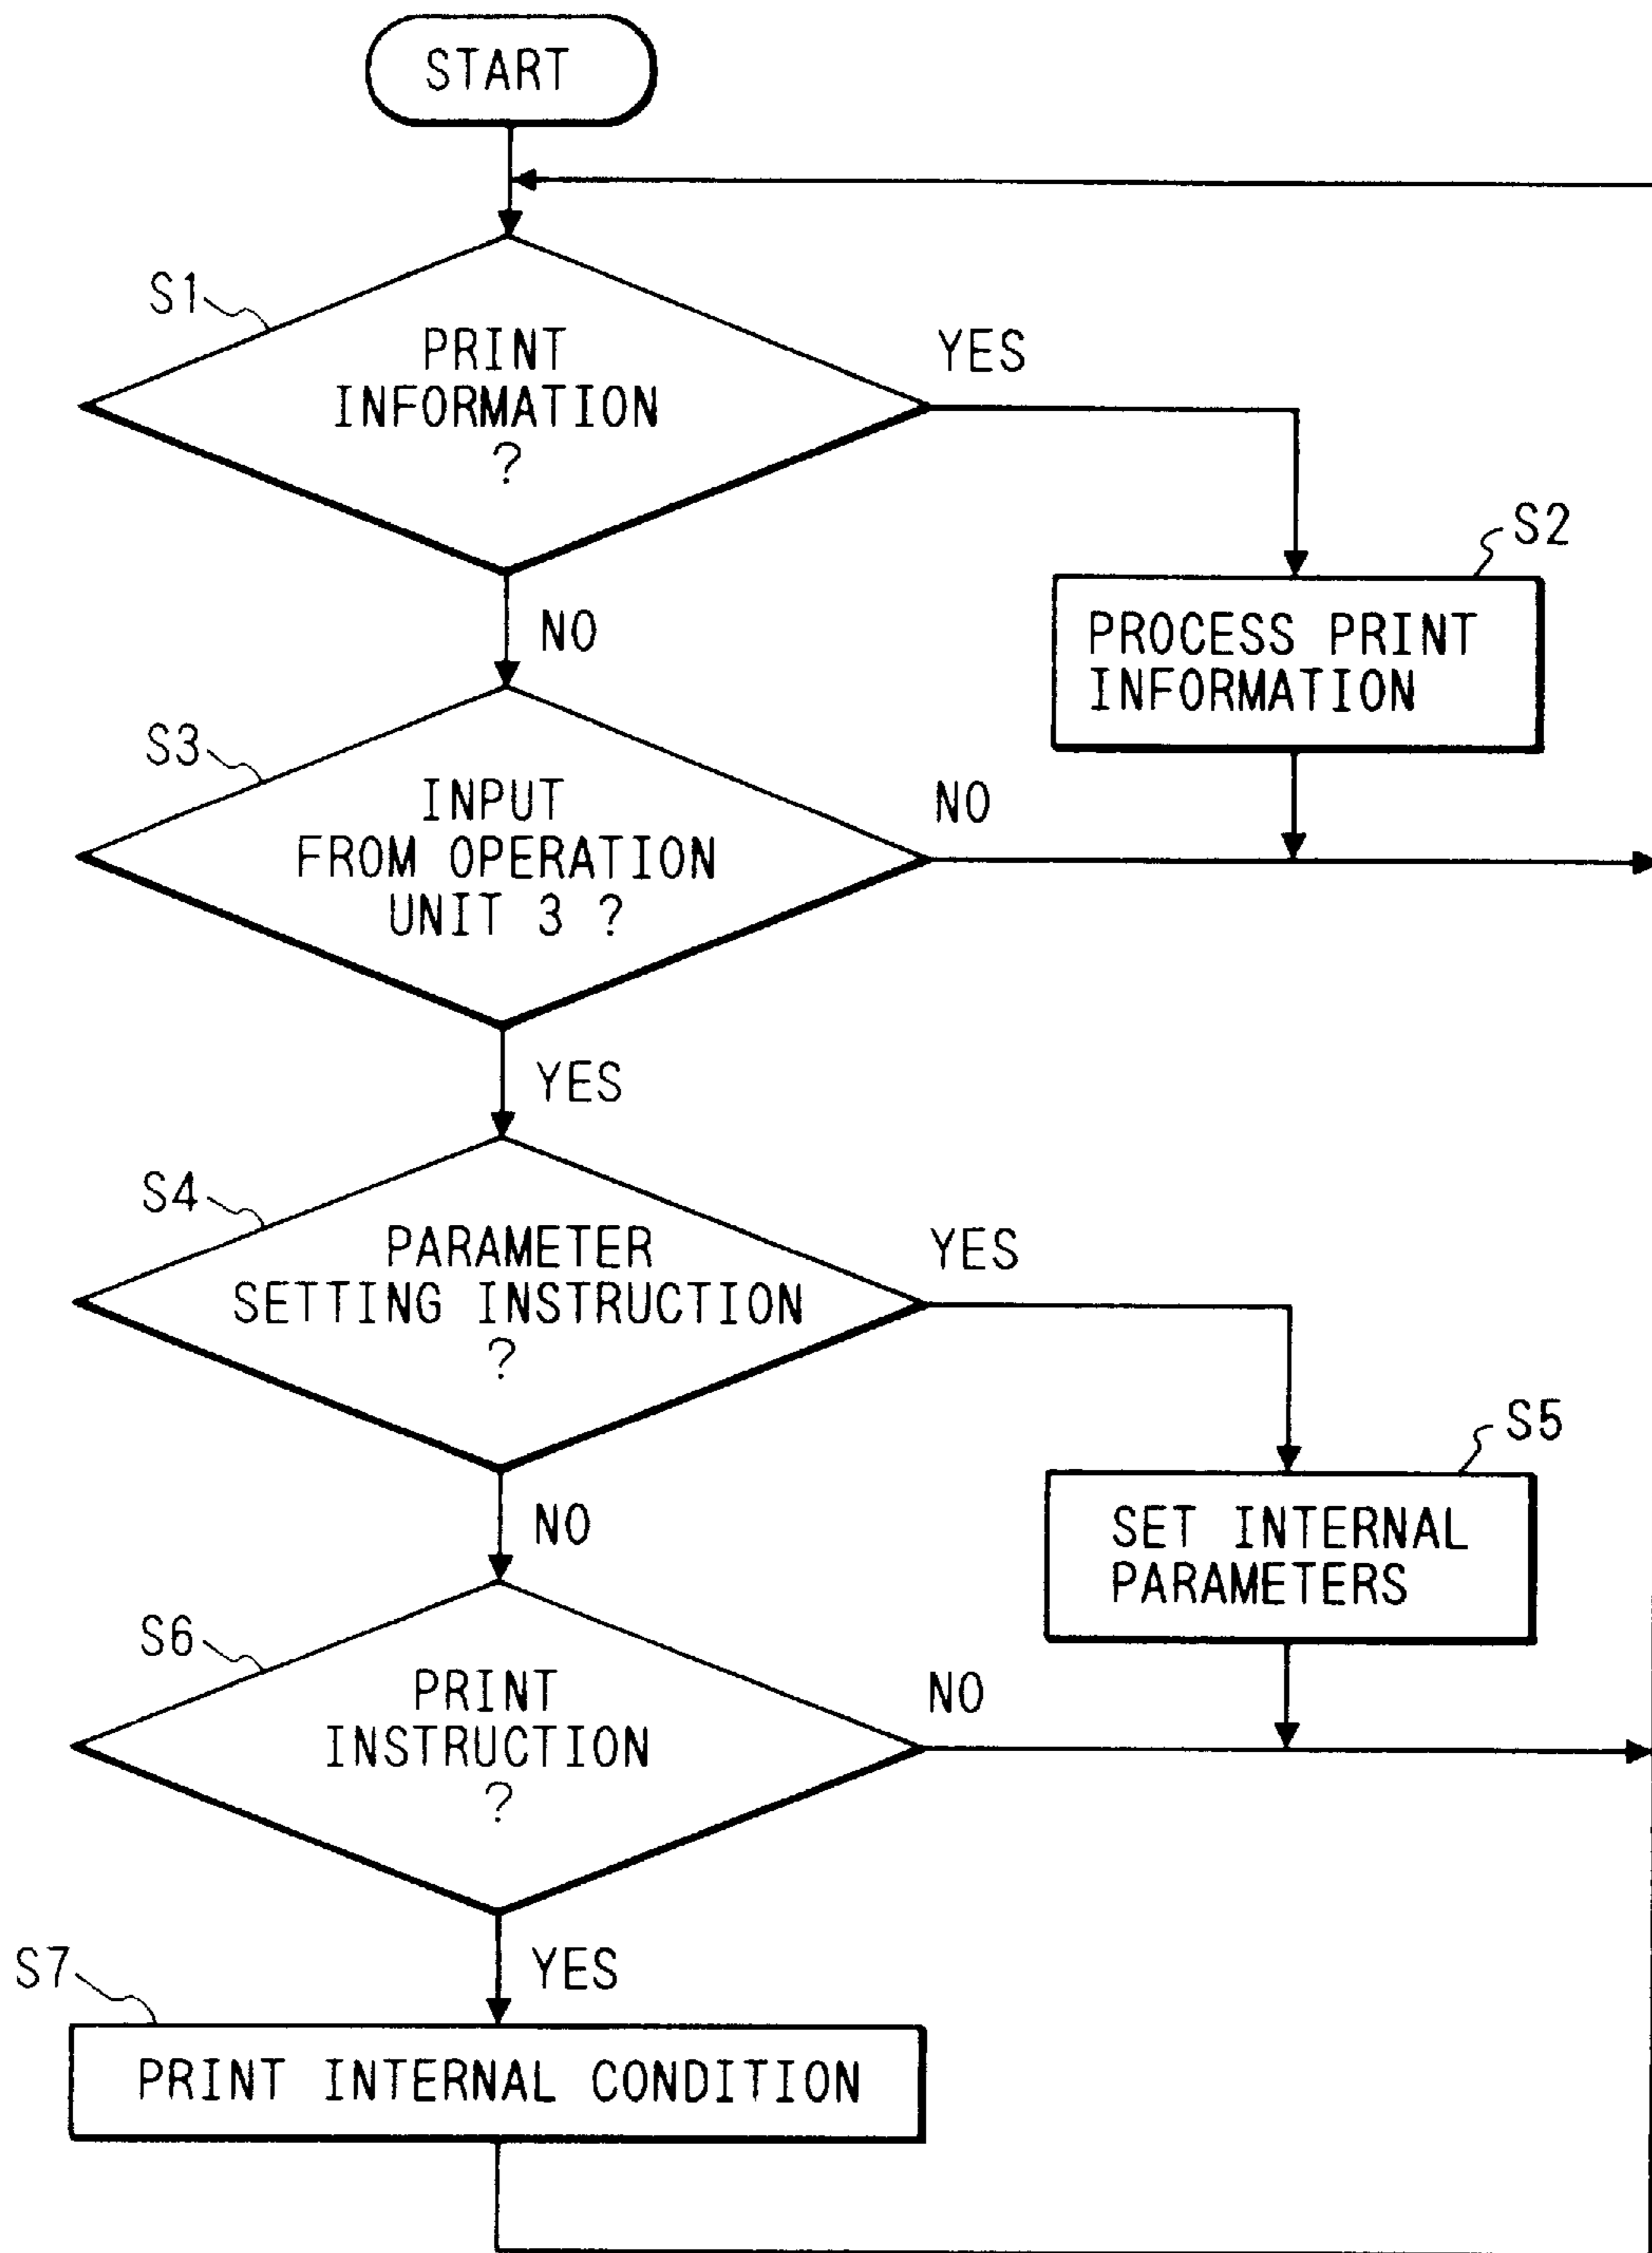 START
S1
PRINT
INFORMATION
?
YES
NO
S2
PROCESS PRINT
INFORMATION
S3
INPUT
FROM OPERATION
UNIT 3 ?
NO
YES
S4
PARAMETER
SETTING INSTRUCTION
?
YES
NO
S5
SET INTERNAL
PARAMETERS
S6
PRINT
INSTRUCTION
?
NO
YES
S7
PRINT INTERNAL CONDITION